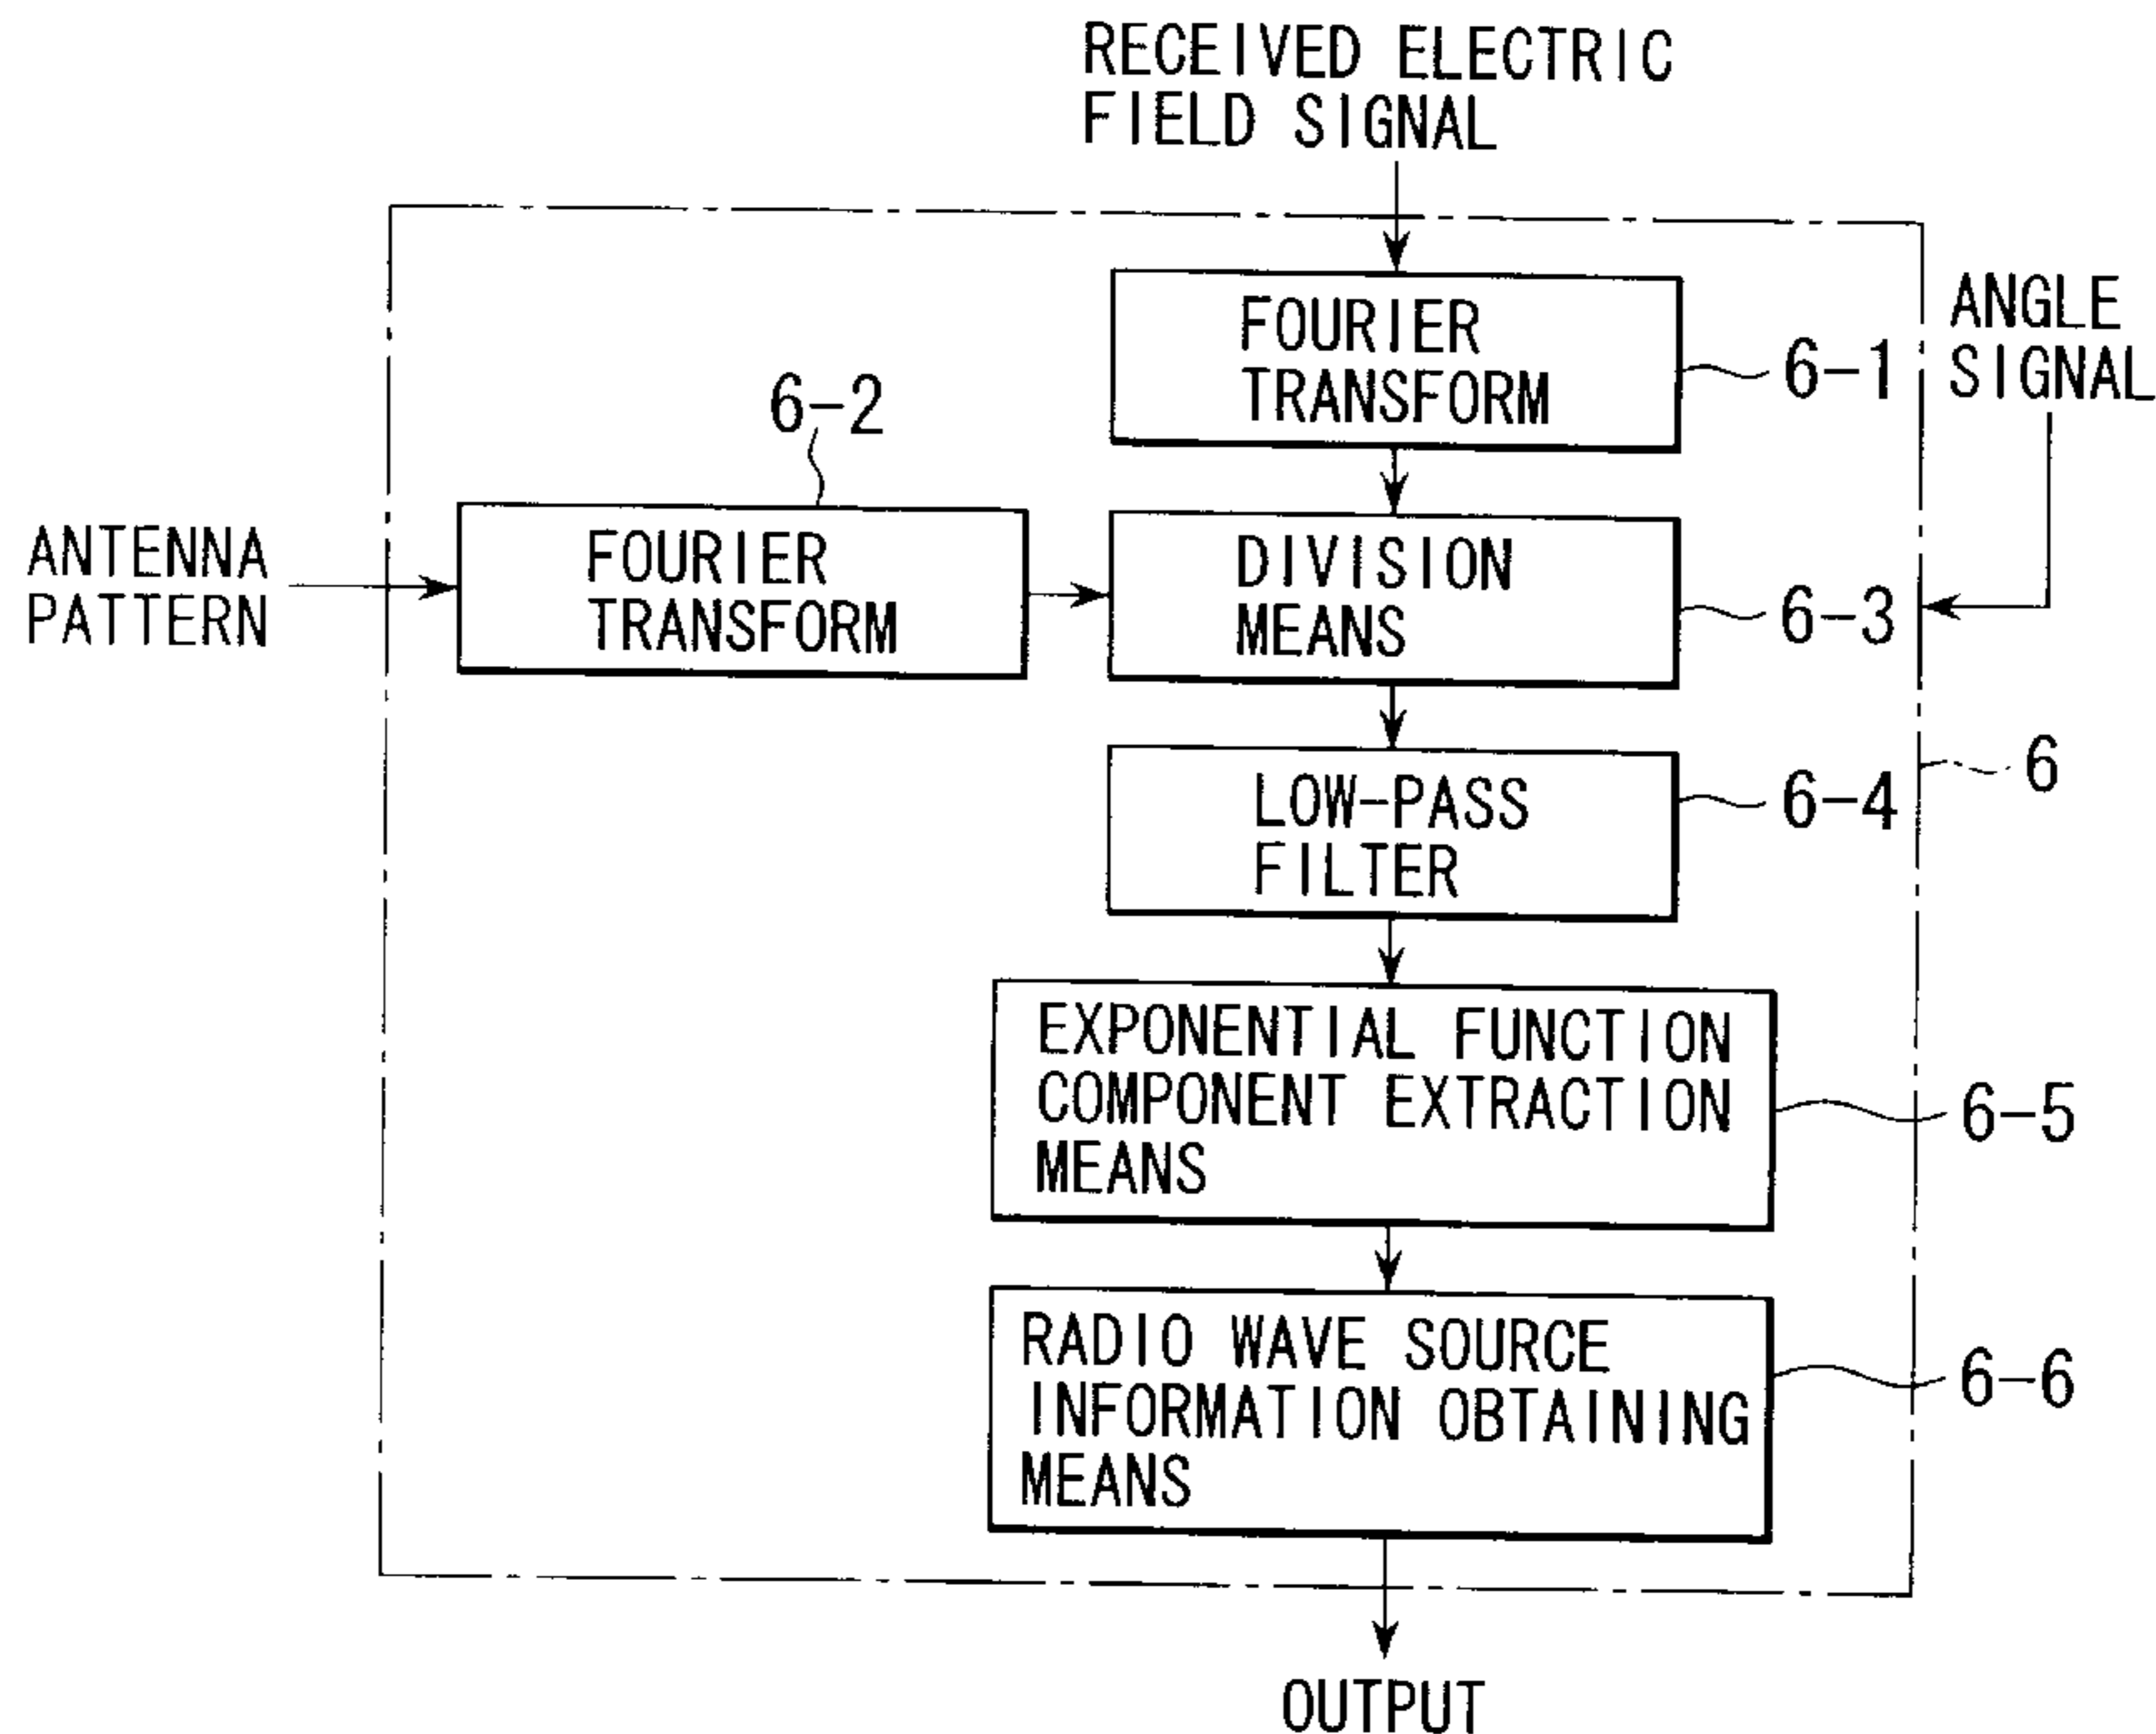 RECEIVED ELECTRIC
FIELD SIGNAL
FOURIER
TRANSFORM
6-1
ANGLE
SIGNAL
6-2
ANTENNA
PATTERN
FOURIER
TRANSFORM
DIVISION
MEANS
6-3
LOW-PASS
FILTER
6-4
6
EXPONENTIAL FUNCTION
COMPONENT EXTRACTION
MEANS
6-5
RADIO WAVE SOURCE
INFORMATION OBTAINING
MEANS
6-6
OUTPUT